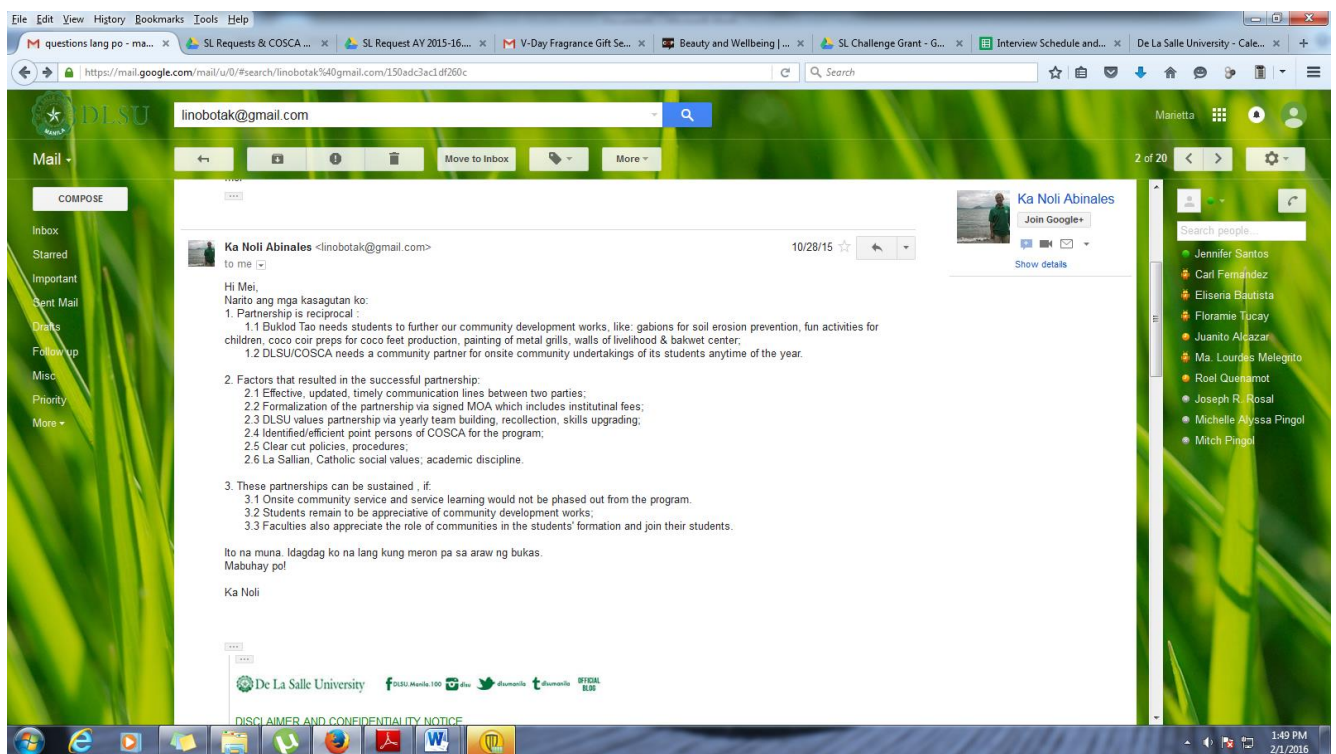 File Edit View History Bookmarks Tools Help
questions lang po - ma... SL Requests & COSCA ... SL Request AY 2015-16.... V-Day Fragrance Gift Se... Beauty and Wellbeing | ... SL Challenge Grant - G... Interview Schedule and... De La Salle University - Cale...
https://mail.google.com/mail/u/0/#search/linobotak%40gmail.com/150adc3ac1df260c Search
DLSU MANILA linobotak@gmail.com Marietta
Mail Move to Inbox More 2 of 20
COMPOSE
Inbox
Starred
Important
Sent Mail
Drafts
Follow up
Misc
Priority
More
Ka Noli Abinales <linobotak@gmail.com> 10/28/15
to me
Hi Mei,
Narito ang mga kasagutan ko:
1. Partnership is reciprocal :
1.1 Buklod Tao needs students to further our community development works, like: gabions for soil erosion prevention, fun activities for
children, coco coir preps for coco feet production, painting of metal grills, walls of livelihood & bakwet center;
1.2 DLSU/COSCA needs a community partner for onsite community undertakings of its students anytime of the year.
2. Factors that resulted in the successful partnership:
2.1 Effective, updated, timely communication lines between two parties;
2.2 Formalization of the partnership via signed MOA which includes institutinal fees;
2.3 DLSU values partnership via yearly team building, recollection, skills upgrading;
2.4 Identified/efficient point persons of COSCA for the program;
2.5 Clear cut policies, procedures;
2.6 La Sallian, Catholic social values; academic discipline.
3. These partnerships can be sustained , if:
3.1 Onsite community service and service learning would not be phased out from the program.
3.2 Students remain to be appreciative of community development works;
3.3 Faculties also appreciate the role of communities in the students' formation and join their students.
Ito na muna. Idagdag ko na lang kung meron pa sa araw ng bukas.
Mabuhay po!
Ka Noli
De La Salle University DLSU.Manila.100 dlsu dlsumanila dlsumanila OFFICIAL BLOG
DISCLAIMER AND CONFIDENTIALITY NOTICE
Ka Noli Abinales
Join Google+
Show details
Search people...
Jennifer Santos
Carl Fernandez
Eliseria Bautista
Floramie Tucay
Juanito Alcazar
Ma. Lourdes Melegrito
Roel Quenamot
Joseph R. Rosal
Michelle Alyssa Pingol
Mitch Pingol
1:49 PM
2/1/2016